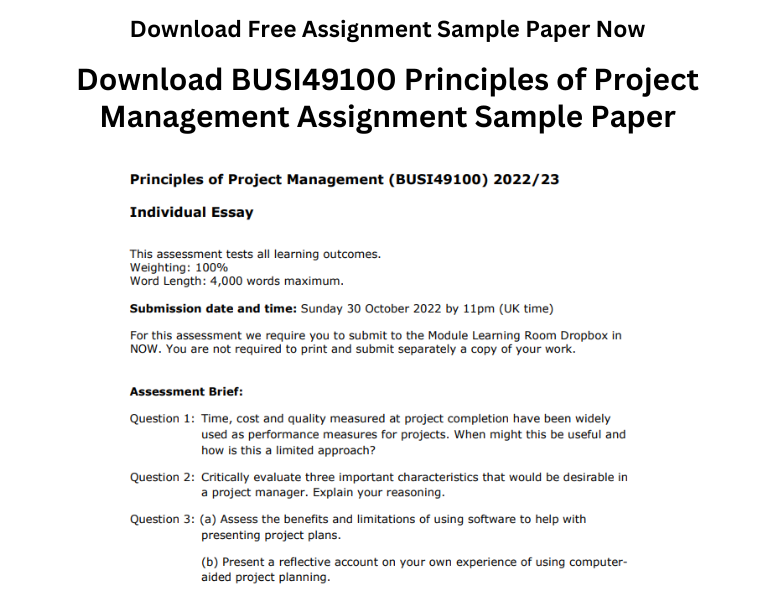 Download Free Assignment Sample Paper Now
Download BUSI49100 Principles of Project
Management Assignment Sample Paper
Principles of Project Management (BUSI49100) 2022/23
Individual Essay
This assessment tests all learning outcomes.
Weighting: 100%
Word Length: 4,000 words maximum.
Submission date and time: Sunday 30 October 2022 by 11pm (UK time)
For this assessment we require you to submit to the Module Learning Room Dropbox in
NOW. You are not required to print and submit separately a copy of your work.
Assessment Brief:
Question 1: Time, cost and quality measured at project completion have been widely
used as performance measures for projects. When might this be useful and
how is this a limited approach?
Question 2: Critically evaluate three important characteristics that would be desirable in
a project manager. Explain your reasoning.
Question 3: (a) Assess the benefits and limitations of using software to help with
presenting project plans.
(b) Present a reflective account on your own experience of using computer-
aided project planning.